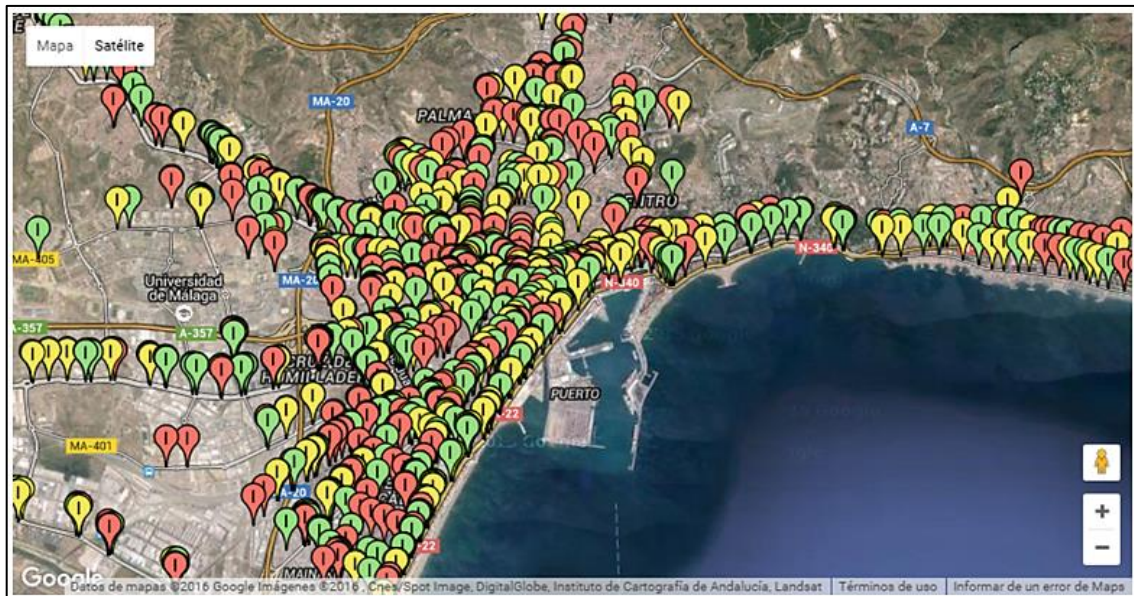 Mapa Satélite
MA-20
PALMA
A-7
MA-405
N-340
Universidad
de Málaga
MA-20
N-340
A-357
A-357
PUERTO
MA-401
A-20
-22
-22
Google
Datos de mapas ©2016 Google Imágenes ©2016 , Cnes/Spot Image, DigitalGlobe, Instituto de Cartografía de Andalucía, Landsat Términos de uso Informar de un error de Maps